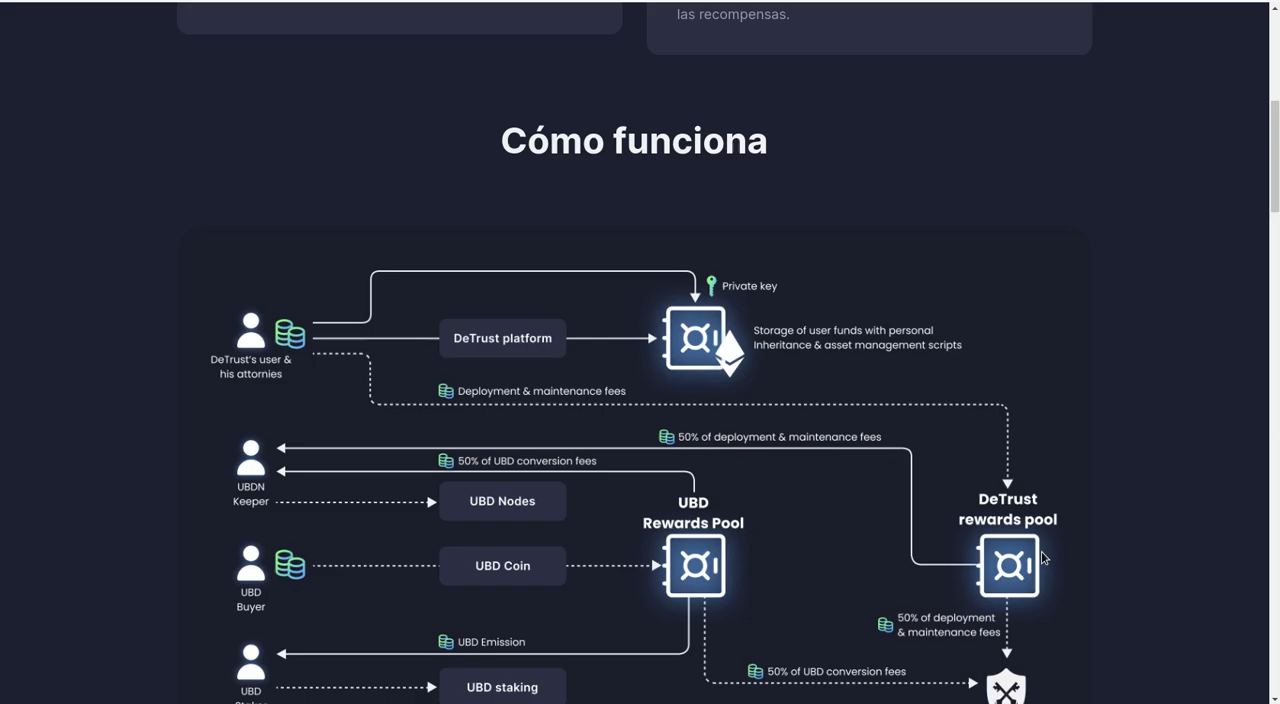 las recompensas.
Cómo funciona
Private key
DeTrust platform
Storage of user funds with personal
Inheritance & asset management scripts
DeTrust's user &
his attornies
Deployment & maintenance fees
50% of deployment & maintenance fees
50% of UBD conversion fees
UBDN
Keeper
UBD Nodes
UBD
Rewards Pool
DeTrust
rewards pool
UBD Coin
UBD
Buyer
50% of deployment
& maintenance fees
UBD Emission
50% of UBD conversion fees
UBD staking
UBD